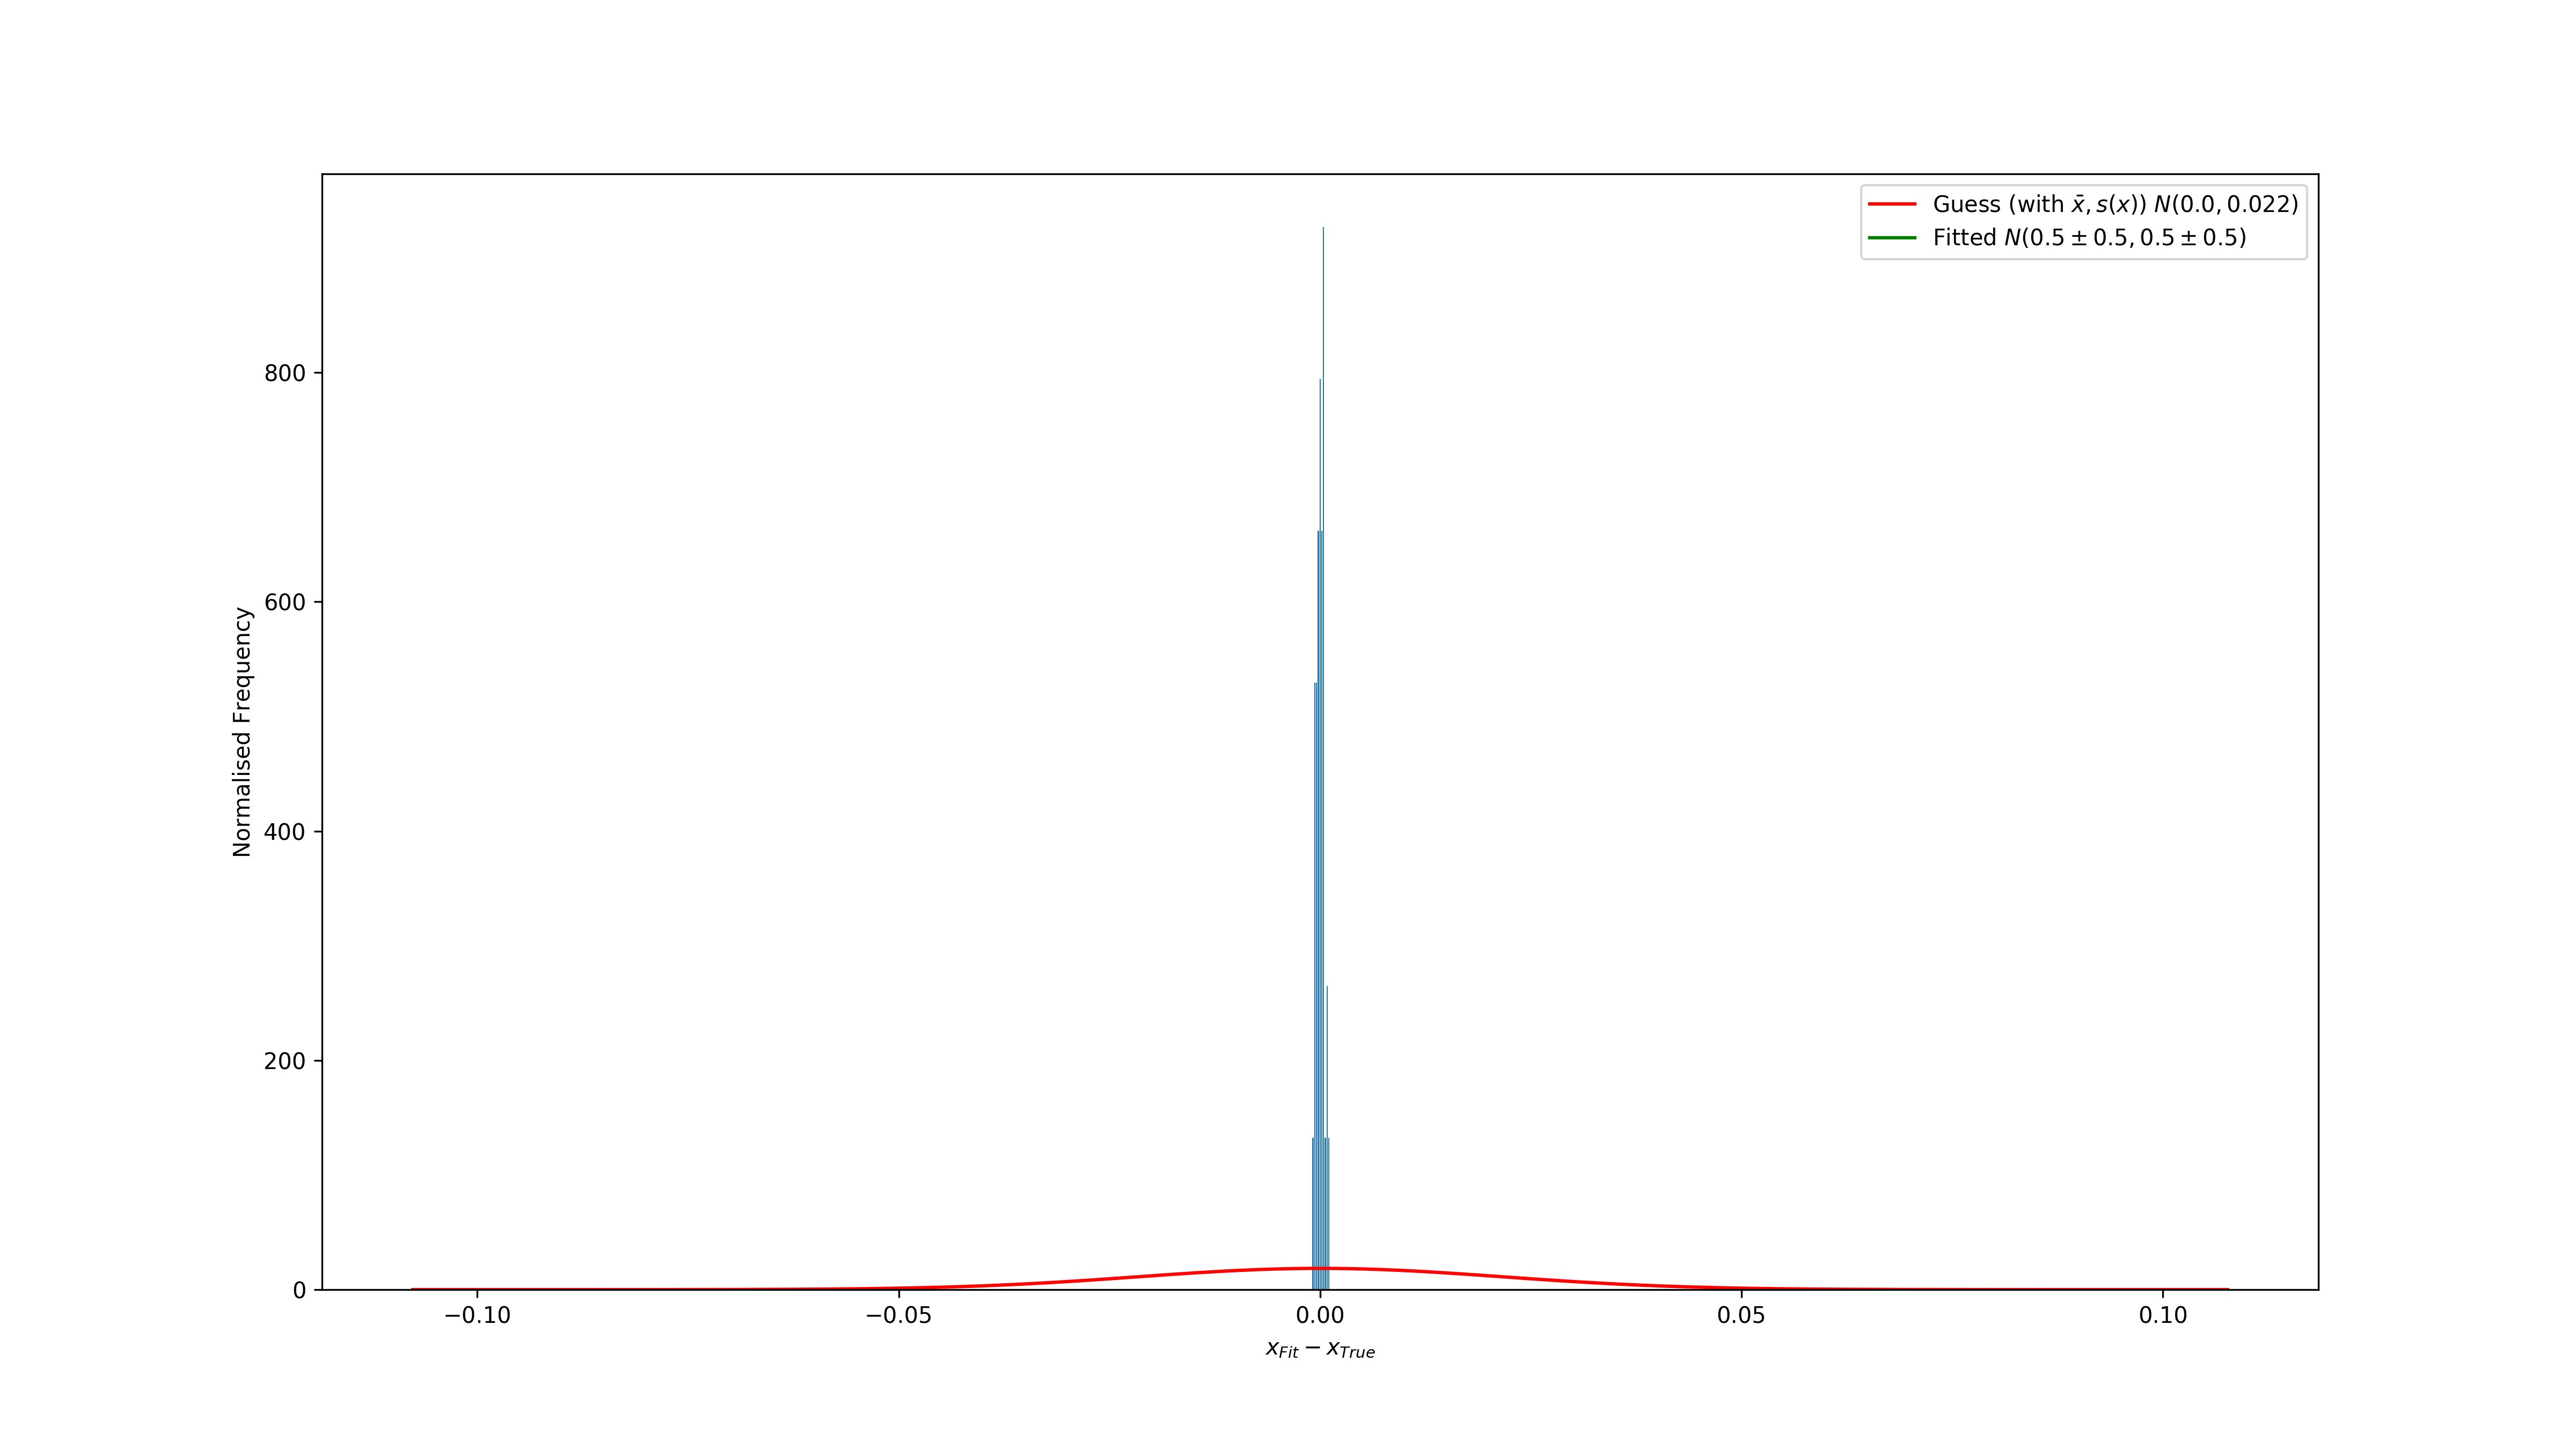 Guess (with x̄, s(x)) N(0.0, 0.022)
Fitted N(0.5 ± 0.5, 0.5 ± 0.5)
Normalised Frequency
800
600
400
200
0
−0.10 −0.05 0.00 0.05 0.10
x_Fit − x_True